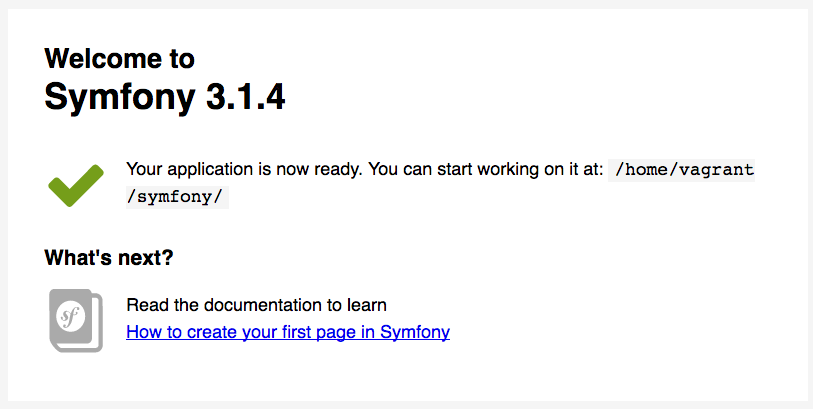 Welcome to
Symfony 3.1.4
Your application is now ready. You can start working on it at: /home/vagrant
/symfony/
What's next?
sf
Read the documentation to learn
How to create your first page in Symfony